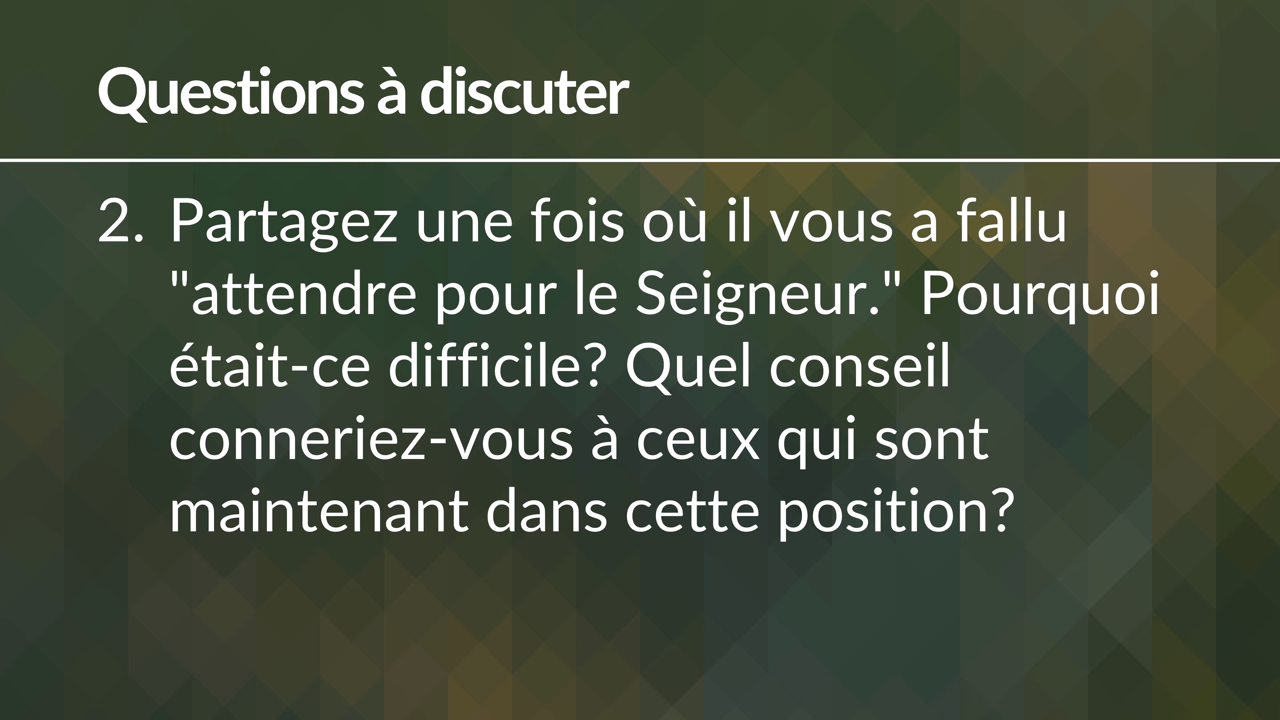 Questions à discuter
2. Partagez une fois où il vous a fallu
"attendre pour le Seigneur." Pourquoi
était-ce difficile? Quel conseil
conneriez-vous à ceux qui sont
maintenant dans cette position?